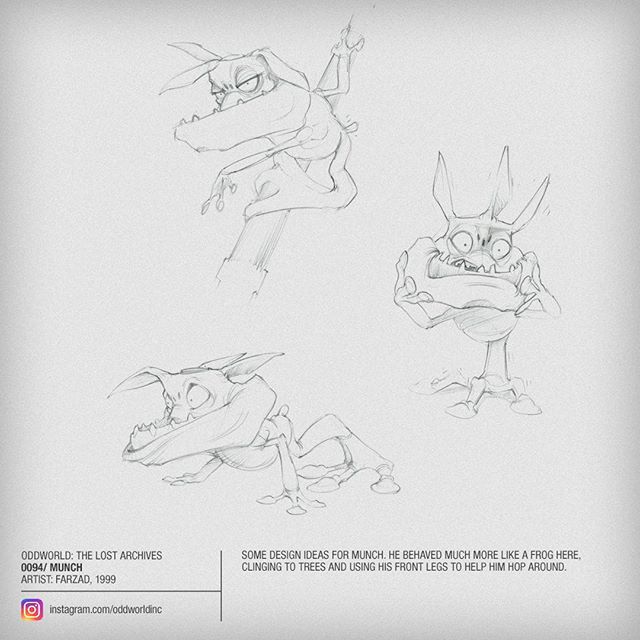 ODDWORLD: THE LOST ARCHIVES
0094/ MUNCH
ARTIST: FARZAD, 1999
instagram.com/oddworldinc
SOME DESIGN IDEAS FOR MUNCH. HE BEHAVED MUCH MORE LIKE A FROG HERE,
CLINGING TO TREES AND USING HIS FRONT LEGS TO HELP HIM HOP AROUND.